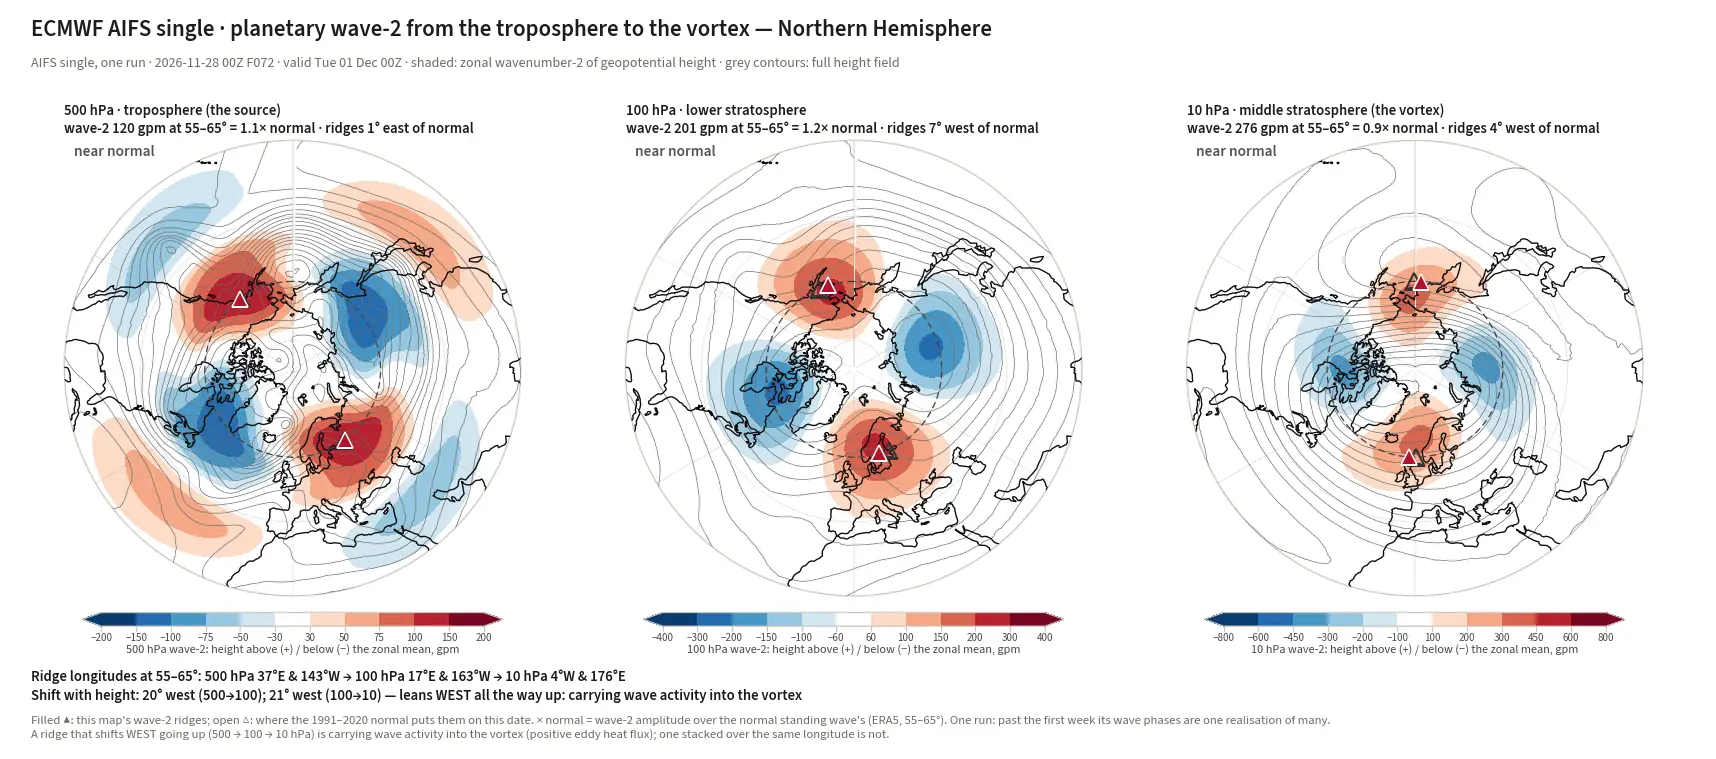 ECMWF AIFS single · planetary wave-2 from the troposphere to the vortex — Northern Hemisphere
AIFS single, one run · 2026-11-28 00Z F072 · valid Tue 01 Dec 00Z · shaded: zonal wavenumber-2 of geopotential height · grey contours: full height field
500 hPa · troposphere (the source)
wave-2 120 gpm at 55–65° = 1.1× normal · ridges 1° east of normal
near normal
100 hPa · lower stratosphere
wave-2 201 gpm at 55–65° = 1.2× normal · ridges 7° west of normal
near normal
10 hPa · middle stratosphere (the vortex)
wave-2 276 gpm at 55–65° = 0.9× normal · ridges 4° west of normal
near normal
−200 −150 −100 −75 −50 −30 30 50 75 100 150 200
500 hPa wave-2: height above (+) / below (−) the zonal mean, gpm
−400 −300 −200 −150 −100 −60 60 100 150 200 300 400
100 hPa wave-2: height above (+) / below (−) the zonal mean, gpm
−800 −600 −450 −300 −200 −100 100 200 300 450 600 800
10 hPa wave-2: height above (+) / below (−) the zonal mean, gpm
Ridge longitudes at 55–65°: 500 hPa 37°E & 143°W → 100 hPa 17°E & 163°W → 10 hPa 4°W & 176°E
Shift with height: 20° west (500→100); 21° west (100→10) — leans WEST all the way up: carrying wave activity into the vortex
Filled ▲: this map's wave-2 ridges; open △: where the 1991–2020 normal puts them on this date. × normal = wave-2 amplitude over the normal standing wave's (ERA5, 55–65°). One run: past the first week its wave phases are one realisation of many.
A ridge that shifts WEST going up (500 → 100 → 10 hPa) is carrying wave activity into the vortex (positive eddy heat flux); one stacked over the same longitude is not.